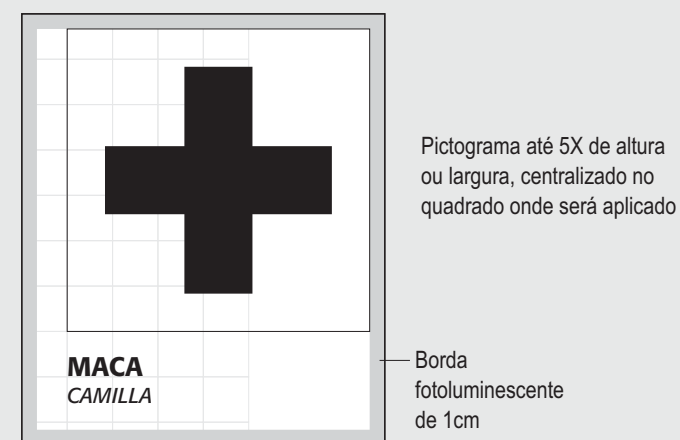 Pictograma até 5X de altura
ou largura, centralizado no
quadrado onde será aplicado
MACA
CAMILLA
Borda
fotoluminescente
de 1cm